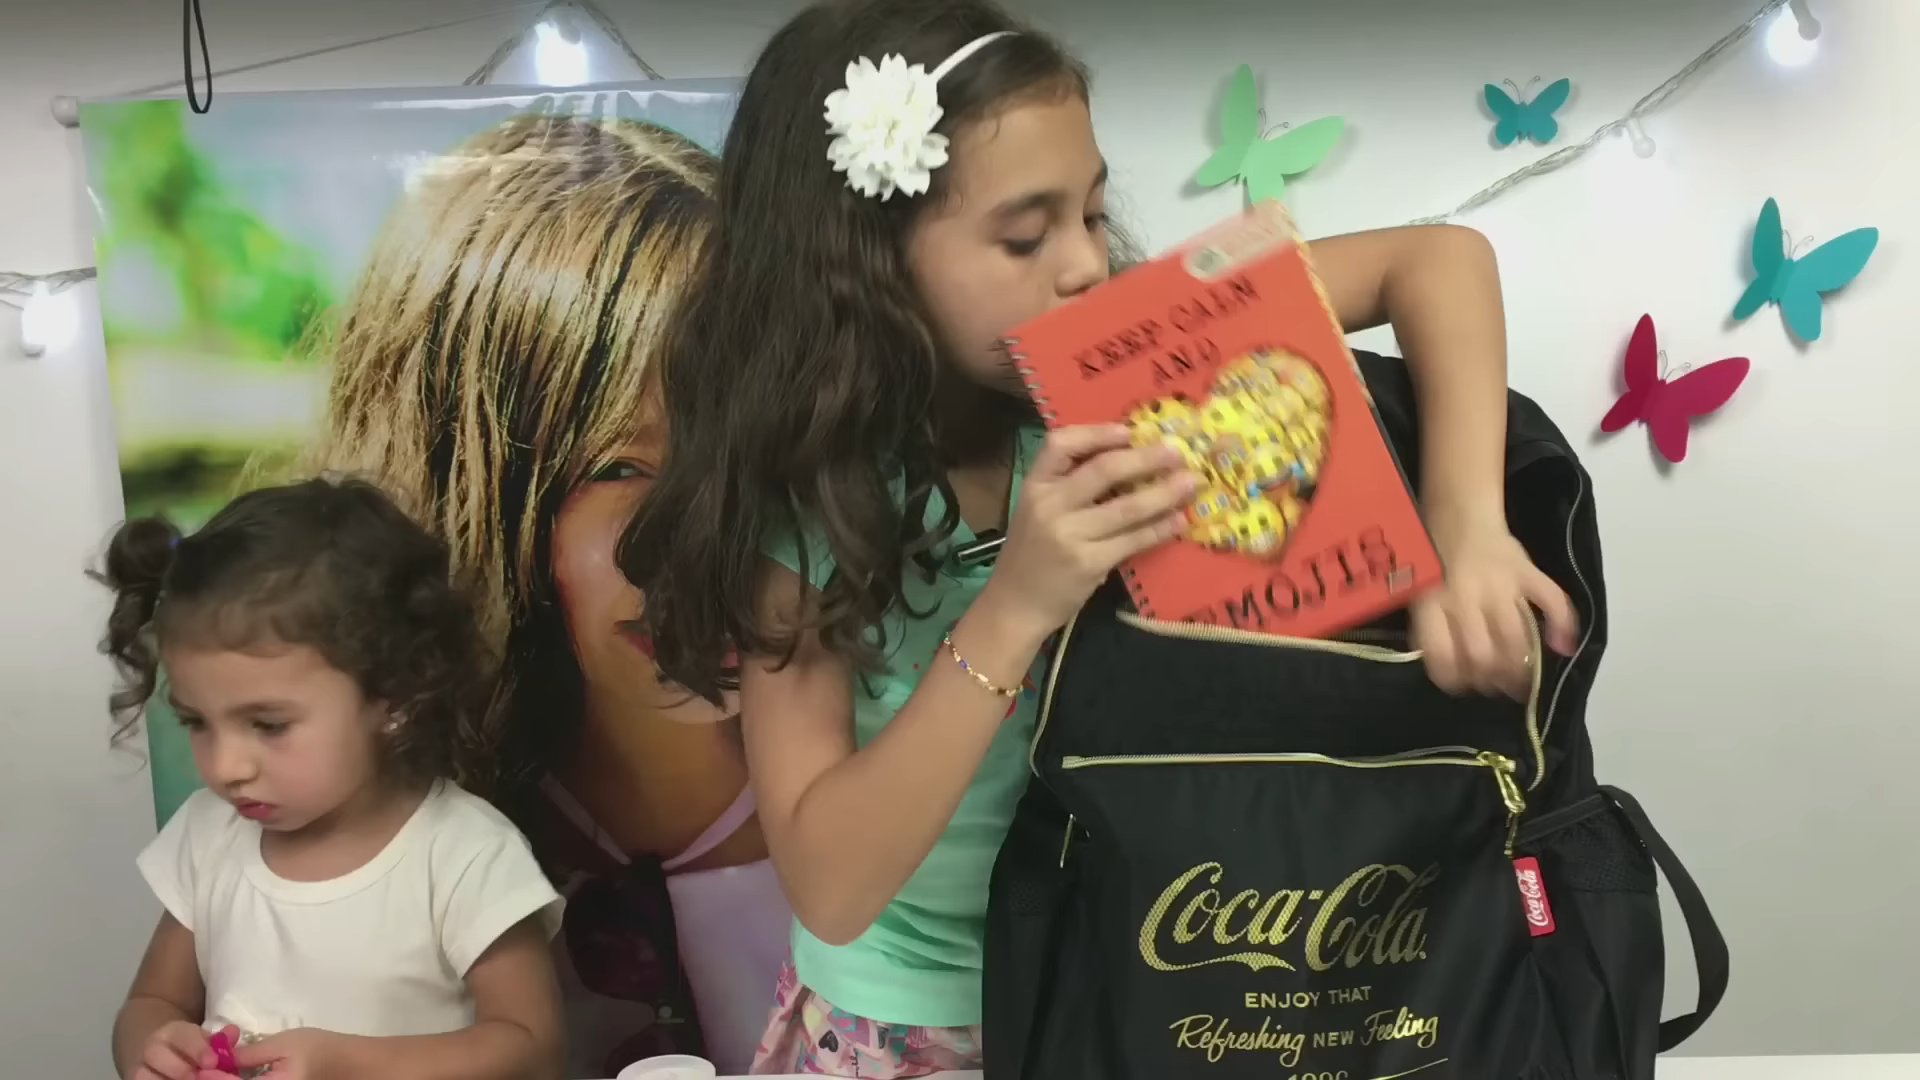 KEEP CALM
AND
EMOJIS
Coca-Cola
Coca-Cola
ENJOY THAT
Refreshing NEW Feeling